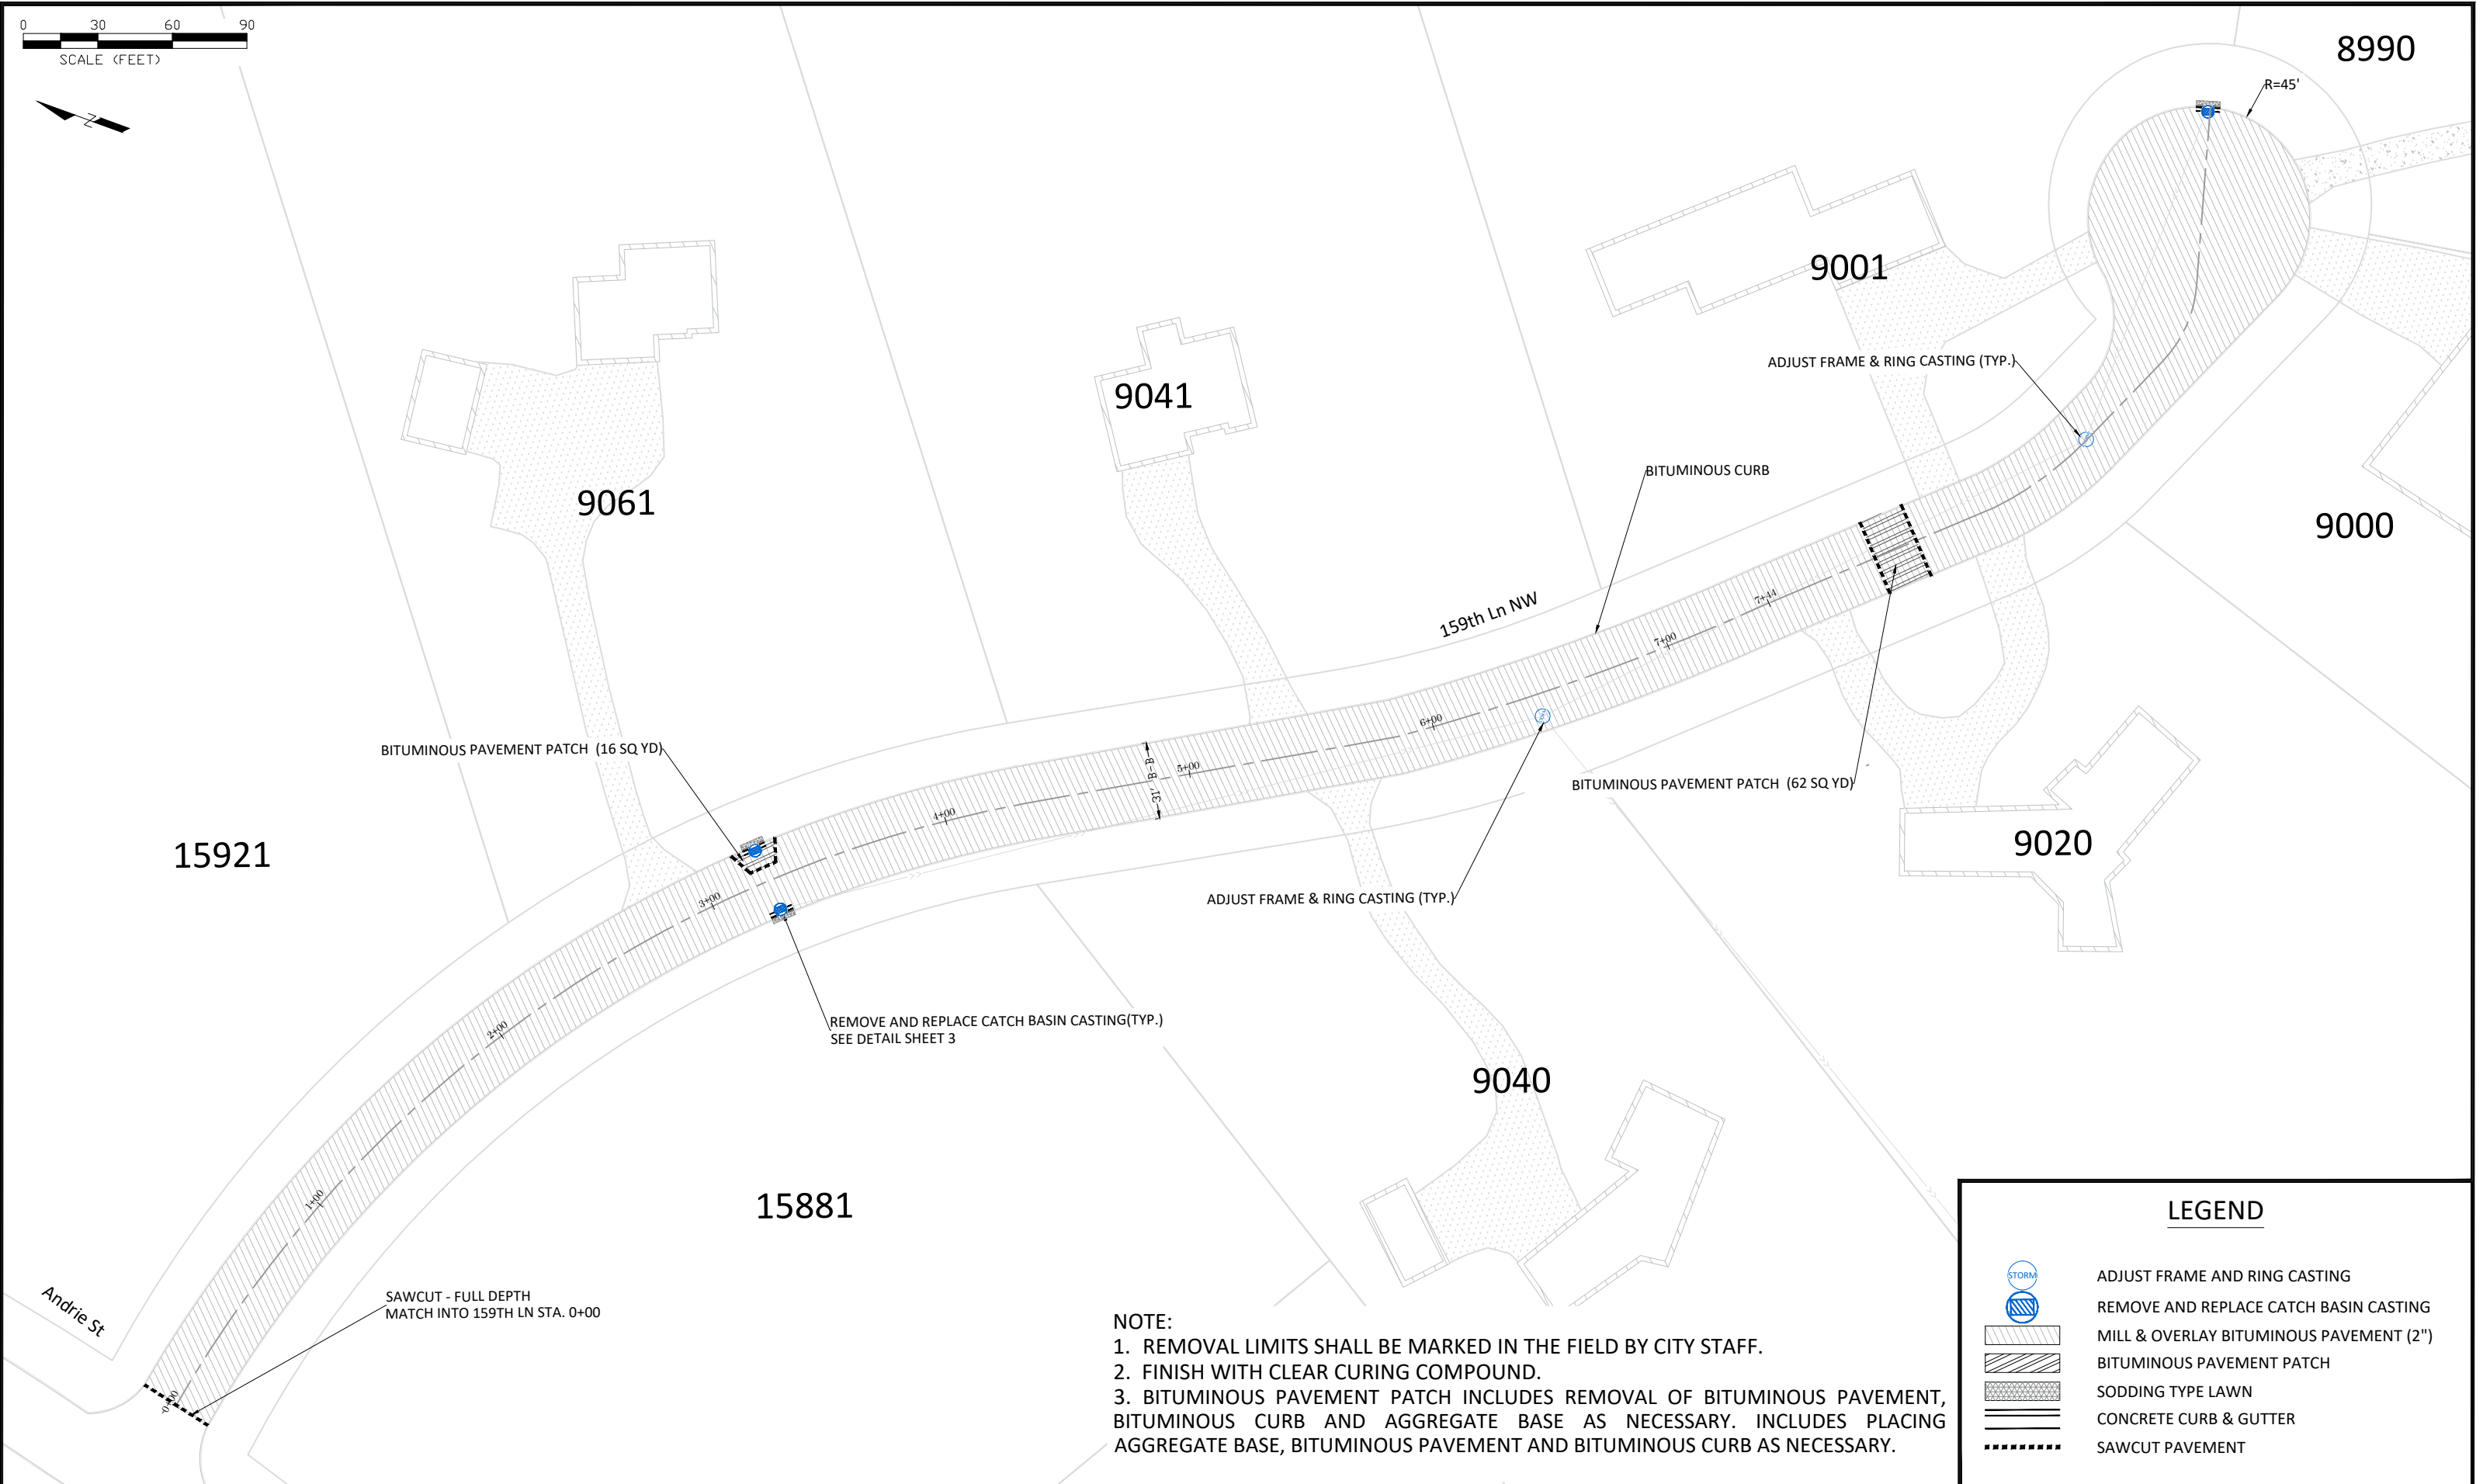 0 30 60 90
SCALE (FEET)
N
8990
R=45'
9001
ADJUST FRAME & RING CASTING (TYP.)
9041
BITUMINOUS CURB
9061
9000
159th Ln NW
7+44
7+00
6+00
BITUMINOUS PAVEMENT PATCH (16 SQ YD)
5+00
31' B-B
BITUMINOUS PAVEMENT PATCH (62 SQ YD)
4+00
15921
9020
3+00
ADJUST FRAME & RING CASTING (TYP.)
REMOVE AND REPLACE CATCH BASIN CASTING(TYP.)
SEE DETAIL SHEET 3
2+00
9040
1+00
15881
Andrie St
SAWCUT - FULL DEPTH
MATCH INTO 159TH LN STA. 0+00
0+00
NOTE:
1. REMOVAL LIMITS SHALL BE MARKED IN THE FIELD BY CITY STAFF.
2. FINISH WITH CLEAR CURING COMPOUND.
3. BITUMINOUS PAVEMENT PATCH INCLUDES REMOVAL OF BITUMINOUS PAVEMENT,
BITUMINOUS CURB AND AGGREGATE BASE AS NECESSARY. INCLUDES PLACING
AGGREGATE BASE, BITUMINOUS PAVEMENT AND BITUMINOUS CURB AS NECESSARY.
LEGEND
STORM ADJUST FRAME AND RING CASTING
REMOVE AND REPLACE CATCH BASIN CASTING
MILL & OVERLAY BITUMINOUS PAVEMENT (2")
BITUMINOUS PAVEMENT PATCH
SODDING TYPE LAWN
CONCRETE CURB & GUTTER
SAWCUT PAVEMENT